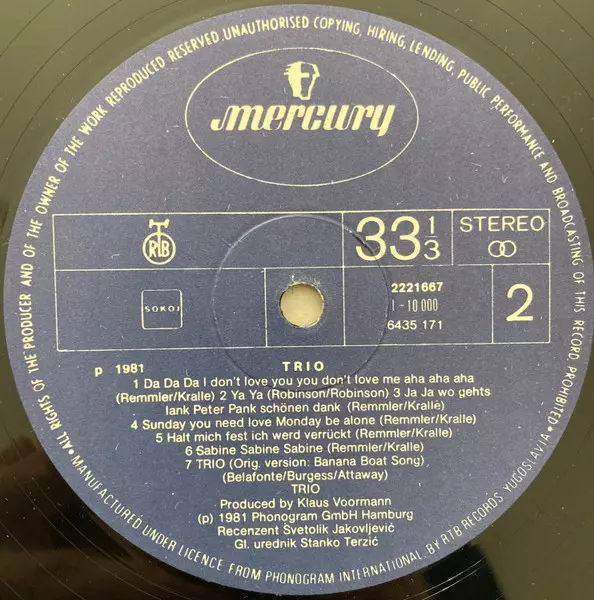 ALL RIGHTS OF THE PRODUCER AND OF THE OWNER OF THE WORK REPRODUCED RESERVED. UNAUTHORISED COPYING, HIRING, LENDING, PUBLIC PERFORMANCE AND BROADCASTING OF THIS RECORD PROHIBITED.
mercury
RTB
33 1/3
STEREO
SOKOJ
2221667
1 - 10 000
6435 171
2
p 1981
TRIO
1 Da Da Da I don't love you you don't love me aha aha aha
(Remmler/Kralle) 2 Ya Ya (Robinson/Robinson) 3 Ja Ja wo gehts
lank Peter Pank schönen dank (Remmler/Kralle)
4 Sunday you need love Monday be alone (Remmler/Kralle)
5 Halt mich fest ich werd verrückt (Remmler/Kralle)
6 Sabine Sabine Sabine (Remmler/Kralle)
7 TRIO (Orig. version: Banana Boat Song)
(Belafonte/Burgess/Attaway)
TRIO
Produced by Klaus Voormann
(p) 1981 Phonogram GmbH Hamburg
Recenzent Svetolik Jakovljević
Gl. urednik Stanko Terzić
•MANUFACTURED UNDER LICENCE FROM PHONOGRAM INTERNATIONAL BY RTB RECORDS YUGOSLAVIA•